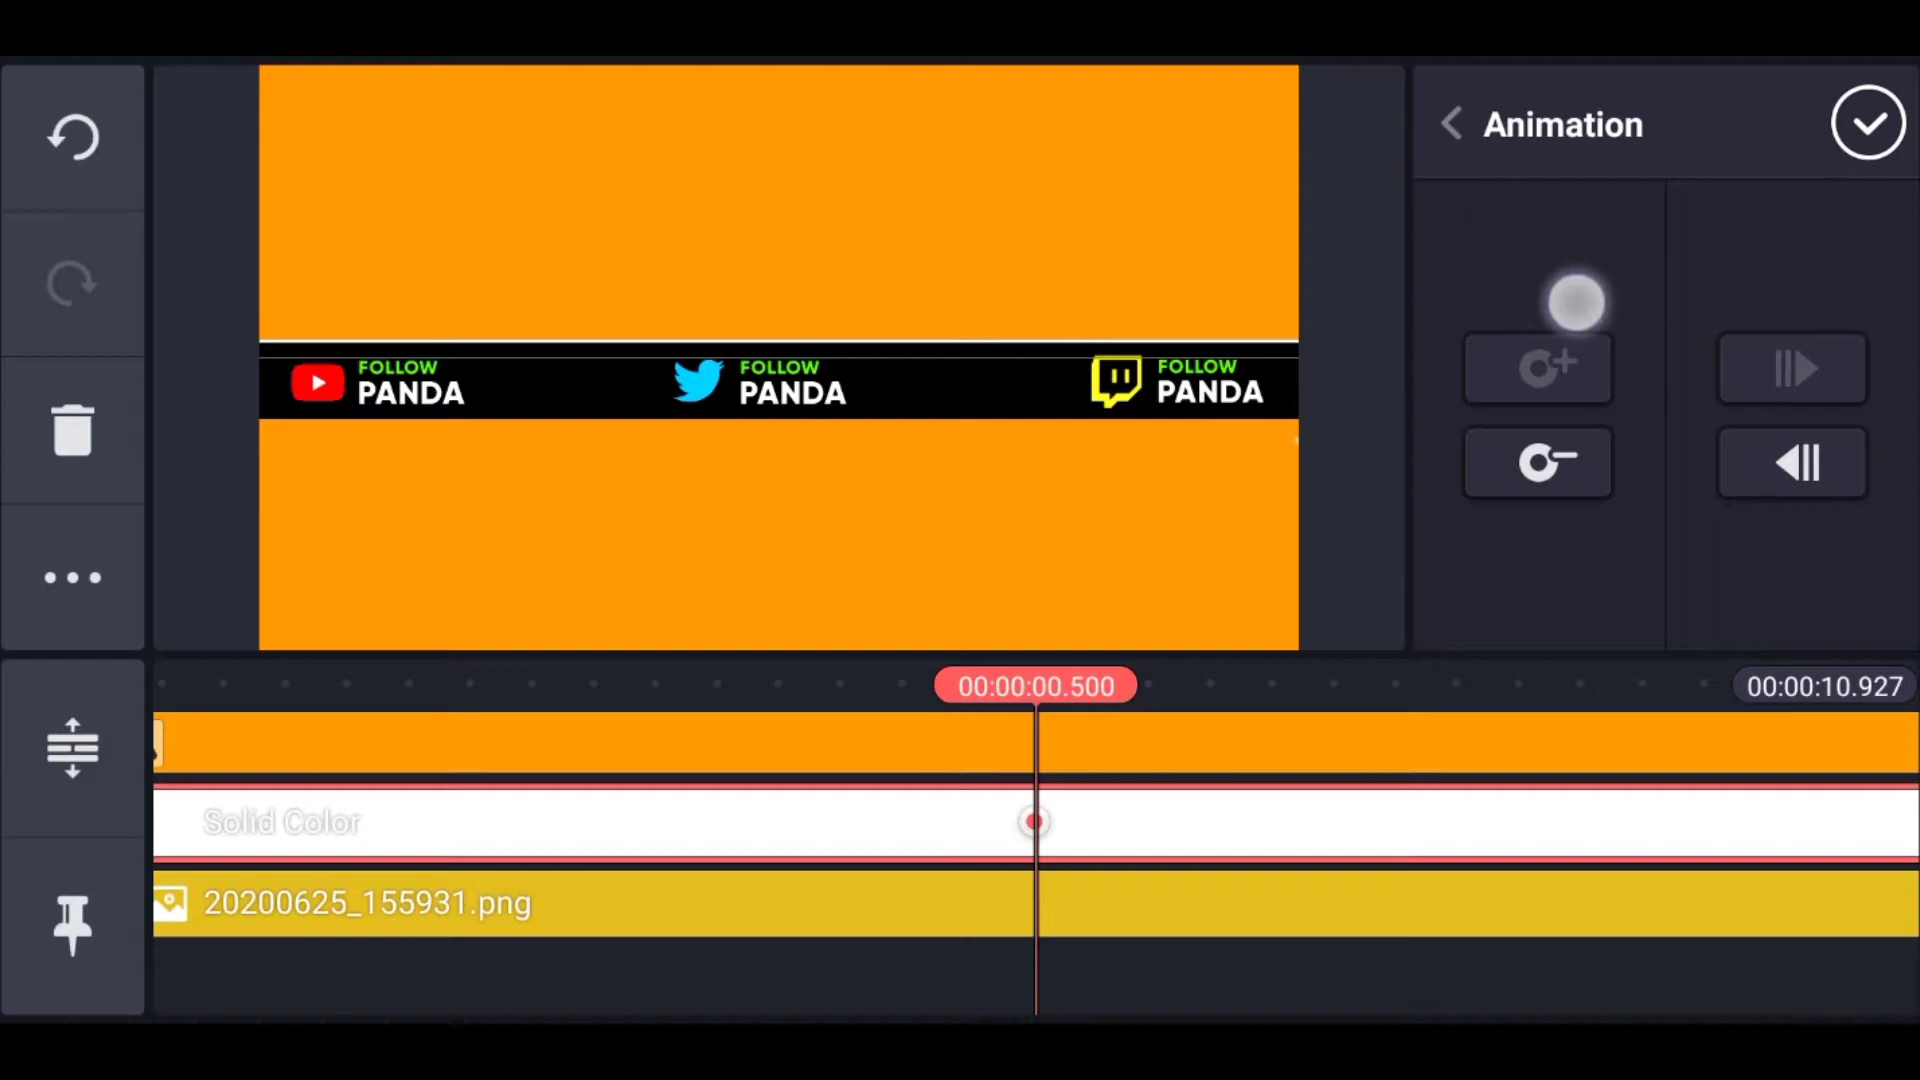 Animation
FOLLOW
PANDA
FOLLOW
PANDA
FOLLOW
PANDA
00:00:00.500
00:00:10.927
Solid Color
20200625_155931.png